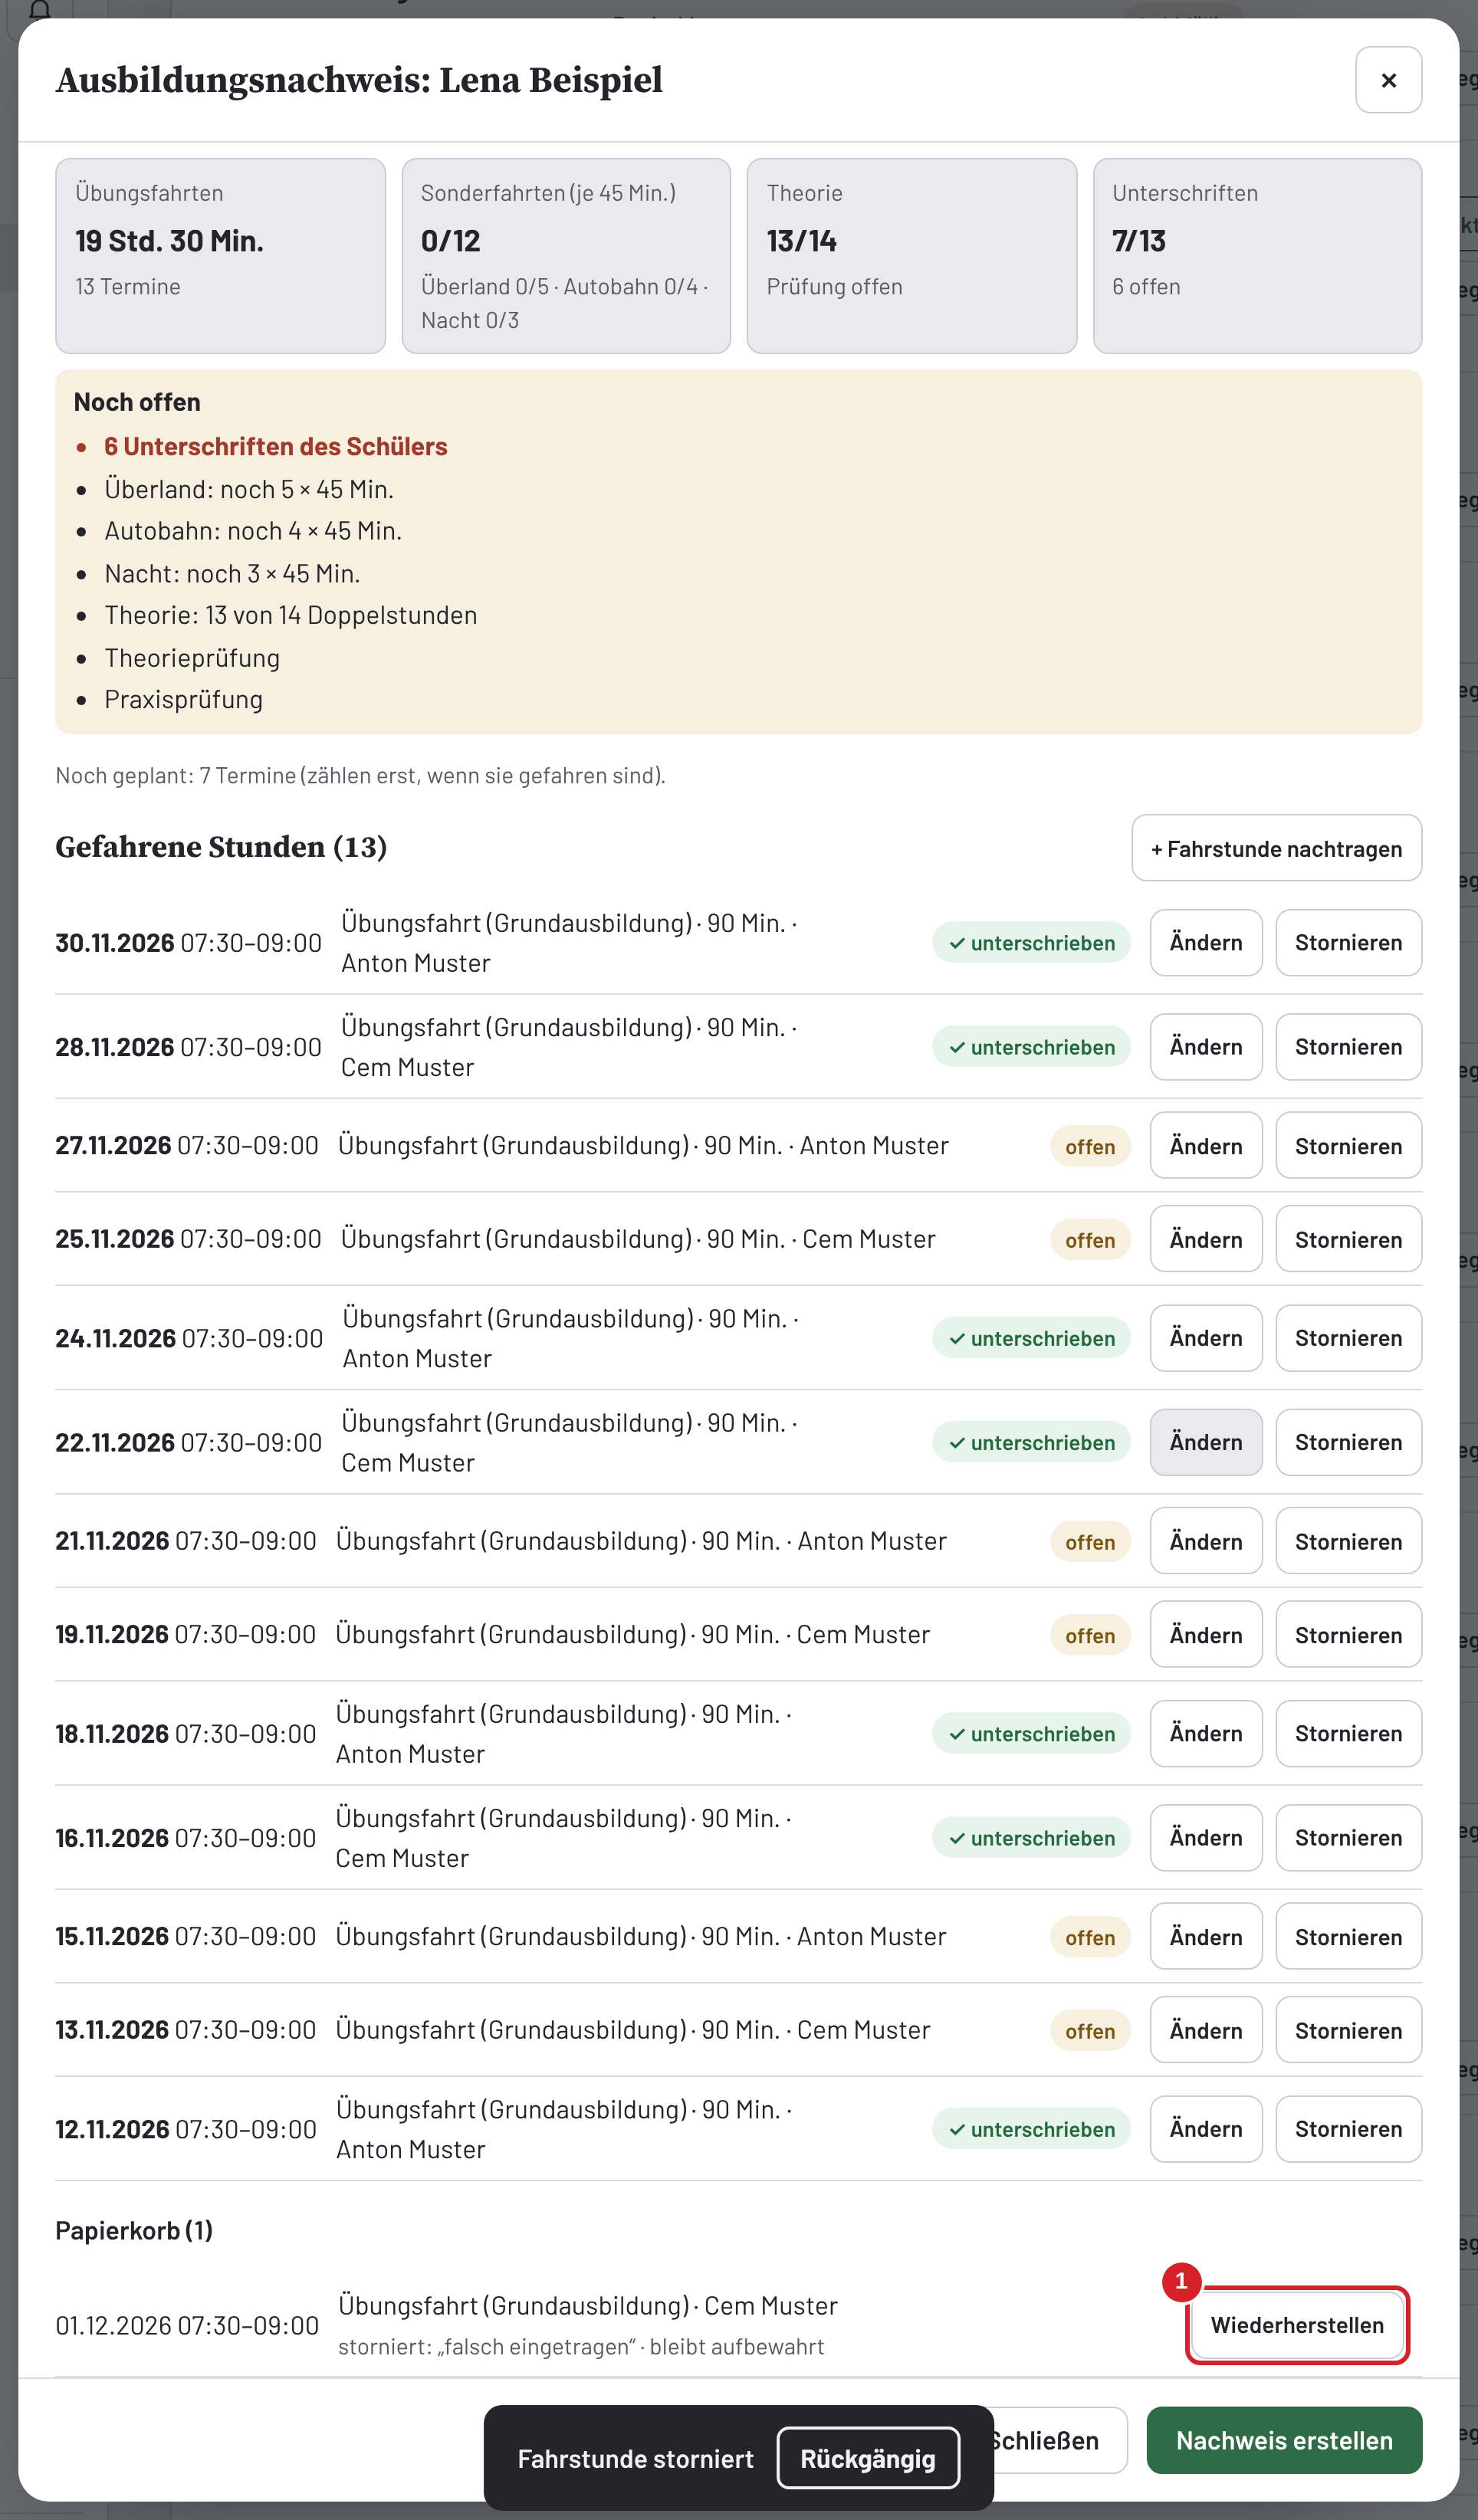 Ausbildungsnachweis: Lena Beispiel
×
Übungsfahrten
19 Std. 30 Min.
13 Termine
Sonderfahrten (je 45 Min.)
0/12
Überland 0/5 · Autobahn 0/4 ·
Nacht 0/3
Theorie
13/14
Prüfung offen
Unterschriften
7/13
6 offen
Noch offen
• 6 Unterschriften des Schülers
• Überland: noch 5 × 45 Min.
• Autobahn: noch 4 × 45 Min.
• Nacht: noch 3 × 45 Min.
• Theorie: 13 von 14 Doppelstunden
• Theorieprüfung
• Praxisprüfung
Noch geplant: 7 Termine (zählen erst, wenn sie gefahren sind).
Gefahrene Stunden (13)
+ Fahrstunde nachtragen
30.11.2026 07:30–09:00
Übungsfahrt (Grundausbildung) · 90 Min. ·
Anton Muster
✓ unterschrieben
Ändern
Stornieren
28.11.2026 07:30–09:00
Übungsfahrt (Grundausbildung) · 90 Min. ·
Cem Muster
✓ unterschrieben
Ändern
Stornieren
27.11.2026 07:30–09:00 Übungsfahrt (Grundausbildung) · 90 Min. · Anton Muster
offen
Ändern
Stornieren
25.11.2026 07:30–09:00 Übungsfahrt (Grundausbildung) · 90 Min. · Cem Muster
offen
Ändern
Stornieren
24.11.2026 07:30–09:00
Übungsfahrt (Grundausbildung) · 90 Min. ·
Anton Muster
✓ unterschrieben
Ändern
Stornieren
22.11.2026 07:30–09:00
Übungsfahrt (Grundausbildung) · 90 Min. ·
Cem Muster
✓ unterschrieben
Ändern
Stornieren
21.11.2026 07:30–09:00 Übungsfahrt (Grundausbildung) · 90 Min. · Anton Muster
offen
Ändern
Stornieren
19.11.2026 07:30–09:00 Übungsfahrt (Grundausbildung) · 90 Min. · Cem Muster
offen
Ändern
Stornieren
18.11.2026 07:30–09:00
Übungsfahrt (Grundausbildung) · 90 Min. ·
Anton Muster
✓ unterschrieben
Ändern
Stornieren
16.11.2026 07:30–09:00
Übungsfahrt (Grundausbildung) · 90 Min. ·
Cem Muster
✓ unterschrieben
Ändern
Stornieren
15.11.2026 07:30–09:00 Übungsfahrt (Grundausbildung) · 90 Min. · Anton Muster
offen
Ändern
Stornieren
13.11.2026 07:30–09:00 Übungsfahrt (Grundausbildung) · 90 Min. · Cem Muster
offen
Ändern
Stornieren
12.11.2026 07:30–09:00
Übungsfahrt (Grundausbildung) · 90 Min. ·
Anton Muster
✓ unterschrieben
Ändern
Stornieren
Papierkorb (1)
01.12.2026 07:30–09:00
Übungsfahrt (Grundausbildung) · Cem Muster
storniert: „falsch eingetragen“ · bleibt aufbewahrt
1
Wiederherstellen
Fahrstunde storniert
Rückgängig
Schließen
Nachweis erstellen